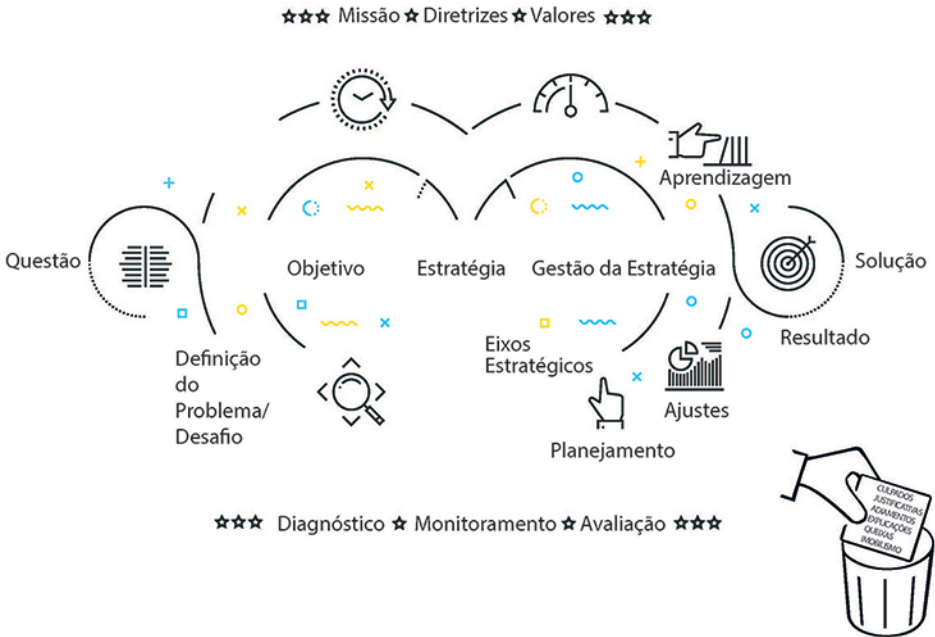 Missão Diretrizes Valores
Aprendizagem
Questão
Objetivo
Estratégia
Gestão da Estratégia
Solução
Resultado
Definição
do
Problema/
Desafio
Eixos
Estratégicos
Ajustes
Planejamento
Diagnóstico Monitoramento Avaliação
CULPADOS
JUSTIFICATIVAS
ADIAMENTOS
EXPLICAÇÕES
QUEIXAS
IMOBILISMO